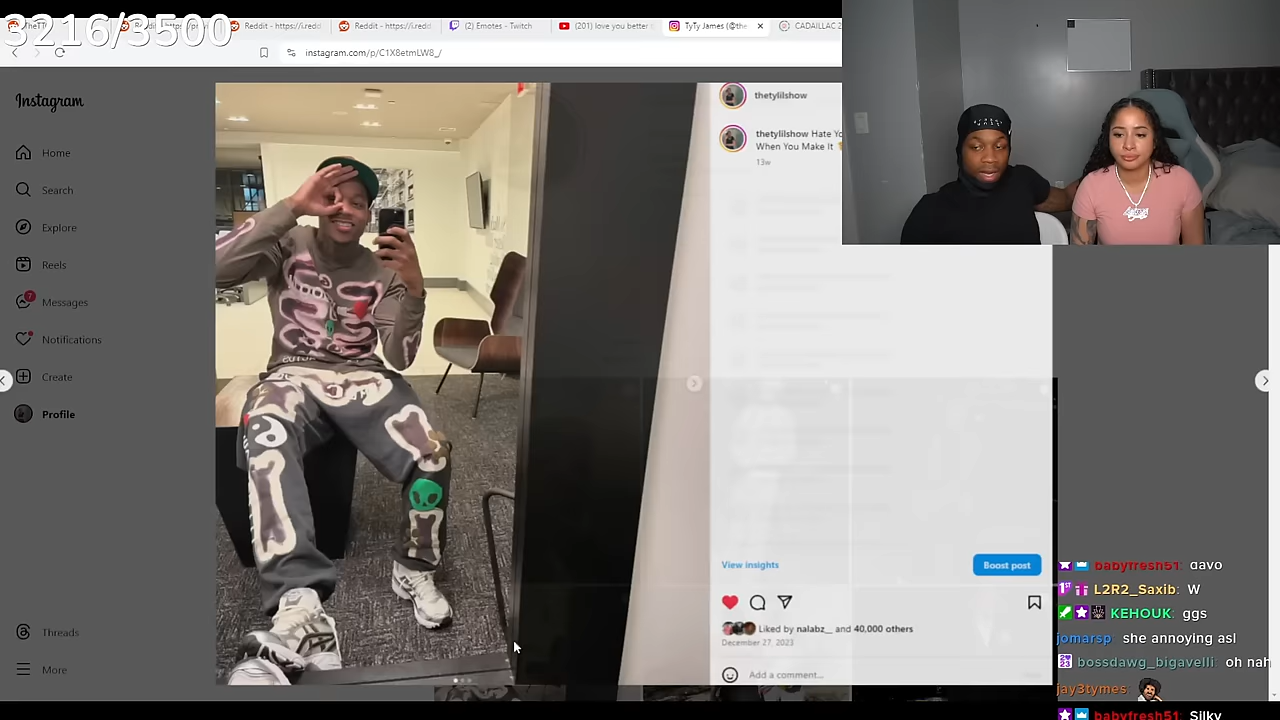 3216/3500
Reddit - https://i.redd
Reddit - https://i.redd
(2) Emotes - Twitch
(201) love you better
TyTy James (@the
CADAILLAC 2
instagram.com/p/C1X8etmLW8_/
Instagram
Home
Search
Explore
Reels
7
Messages
Notifications
Create
Profile
Threads
More
thetylilshow
thetylilshow Hate Yo
When You Make It
13w
View insights
Boost post
Liked by nalabz__ and 40,000 others
December 27, 2023
Add a comment...
babyfresh51: davo
L2R2_Saxib: W
KEHOUK: ggs
jomarsp: she annoying asl
bossdawg_bigavelli: oh nah
jay3tymes
babyfresh51: Silky